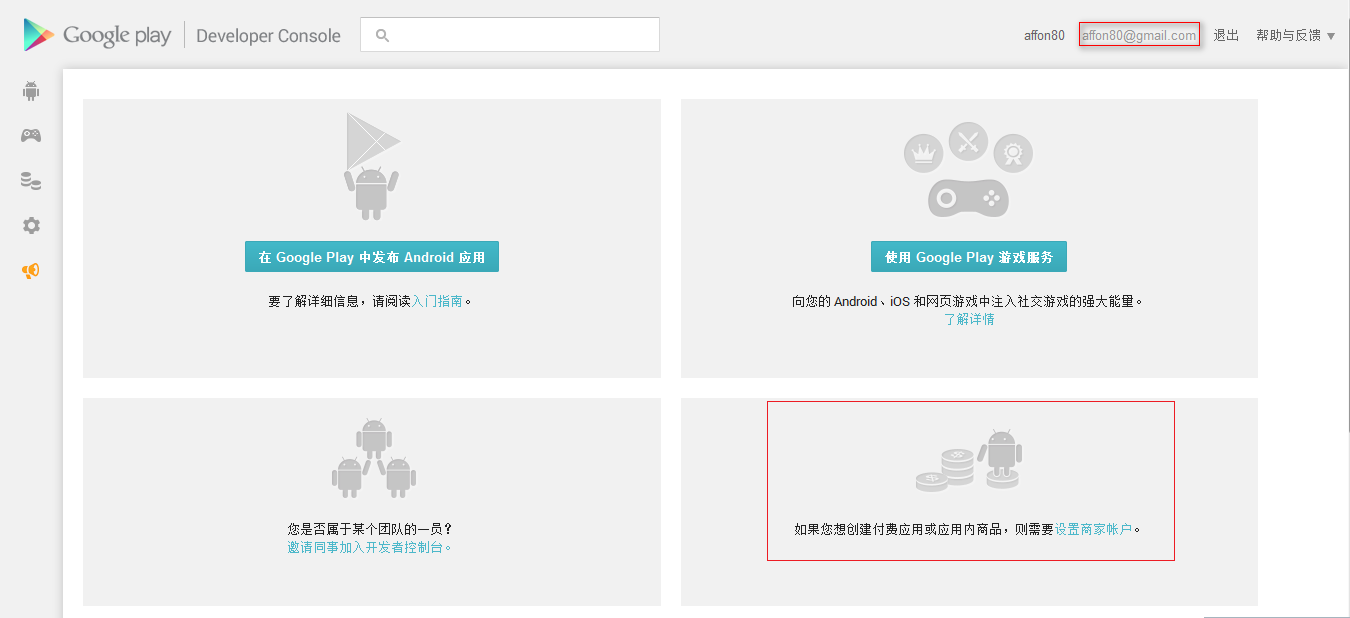 Google play Developer Console
affon80 affon80@gmail.com 退出 帮助与反馈
在 Google Play 中发布 Android 应用
要了解详细信息，请阅读入门指南。
使用 Google Play 游戏服务
向您的 Android、iOS 和网页游戏中注入社交游戏的强大能量。
了解详情
您是否属于某个团队的一员？
邀请同事加入开发者控制台。
如果您想创建付费应用或应用内商品，则需要设置商家帐户。